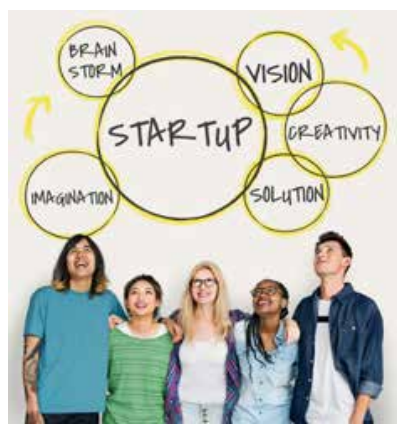 BRAIN
STORM
VISION
STARTUP
CREATIVITY
IMAGINATION
SOLUTION